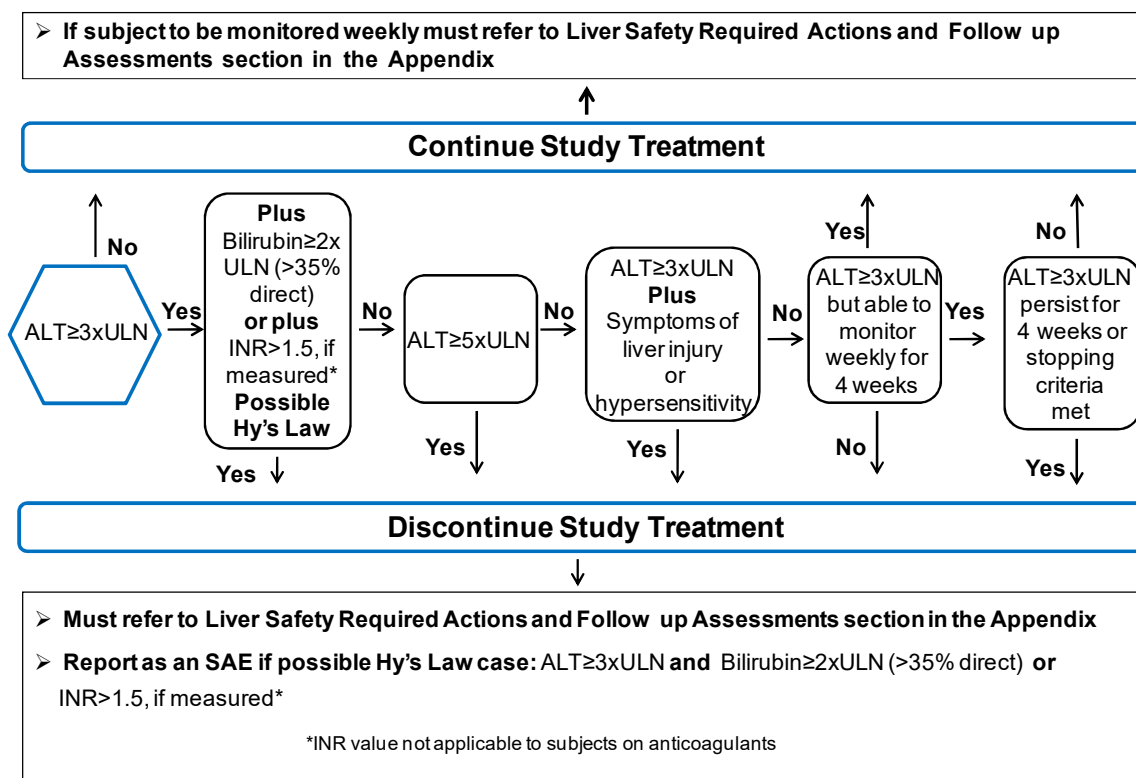 ➢ If subject to be monitored weekly must refer to Liver Safety Required Actions and Follow up
Assessments section in the Appendix
Continue Study Treatment
No
ALT≥3xULN
Yes
Plus
Bilirubin≥2x
ULN (>35%
direct)
or plus
INR>1.5, if
measured*
Possible
Hy's Law
Yes
No
ALT≥5xULN
Yes
No
ALT≥3xULN
Plus
Symptoms of
liver injury
or
hypersensitivity
Yes
No
Yes
ALT≥3xULN
but able to
monitor
weekly for
4 weeks
No
Yes
No
ALT≥3xULN
persist for
4 weeks or
stopping
criteria
met
Yes
Discontinue Study Treatment
➢ Must refer to Liver Safety Required Actions and Follow up Assessments section in the Appendix
➢ Report as an SAE if possible Hy's Law case: ALT≥3xULN and Bilirubin≥2xULN (>35% direct) or
INR>1.5, if measured*
*INR value not applicable to subjects on anticoagulants